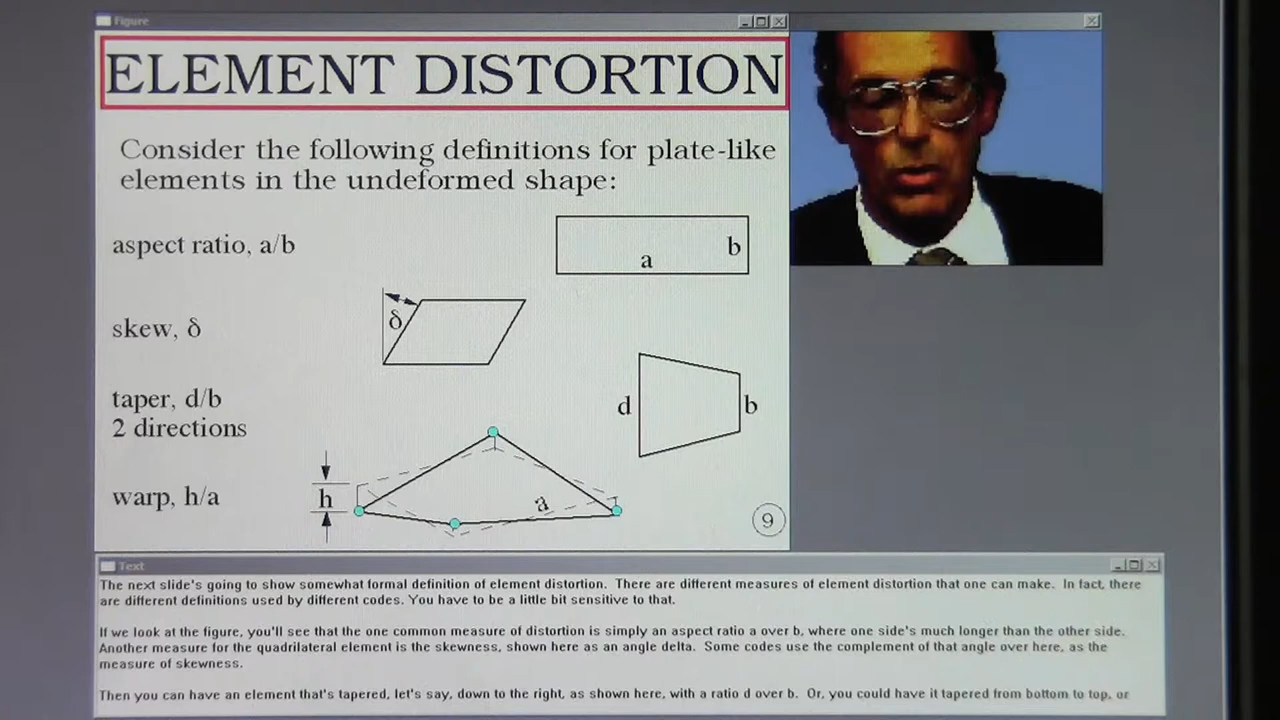 Figure
ELEMENT DISTORTION
Consider the following definitions for plate-like
elements in the undeformed shape:
aspect ratio, a/b
a
b
skew, δ
δ
taper, d/b
2 directions
d
b
warp, h/a
h
a
9
Text
The next slide's going to show somewhat formal definition of element distortion. There are different measures of element distortion that one can make. In fact, there
are different definitions used by different codes. You have to be a little bit sensitive to that.
If we look at the figure, you'll see that the one common measure of distortion is simply an aspect ratio a over b, where one side's much longer than the other side.
Another measure for the quadrilateral element is the skewness, shown here as an angle delta. Some codes use the complement of that angle over here, as the
measure of skewness.
Then you can have an element that's tapered, let's say, down to the right, as shown here, with a ratio d over b. Or, you could have it tapered from bottom to top, or